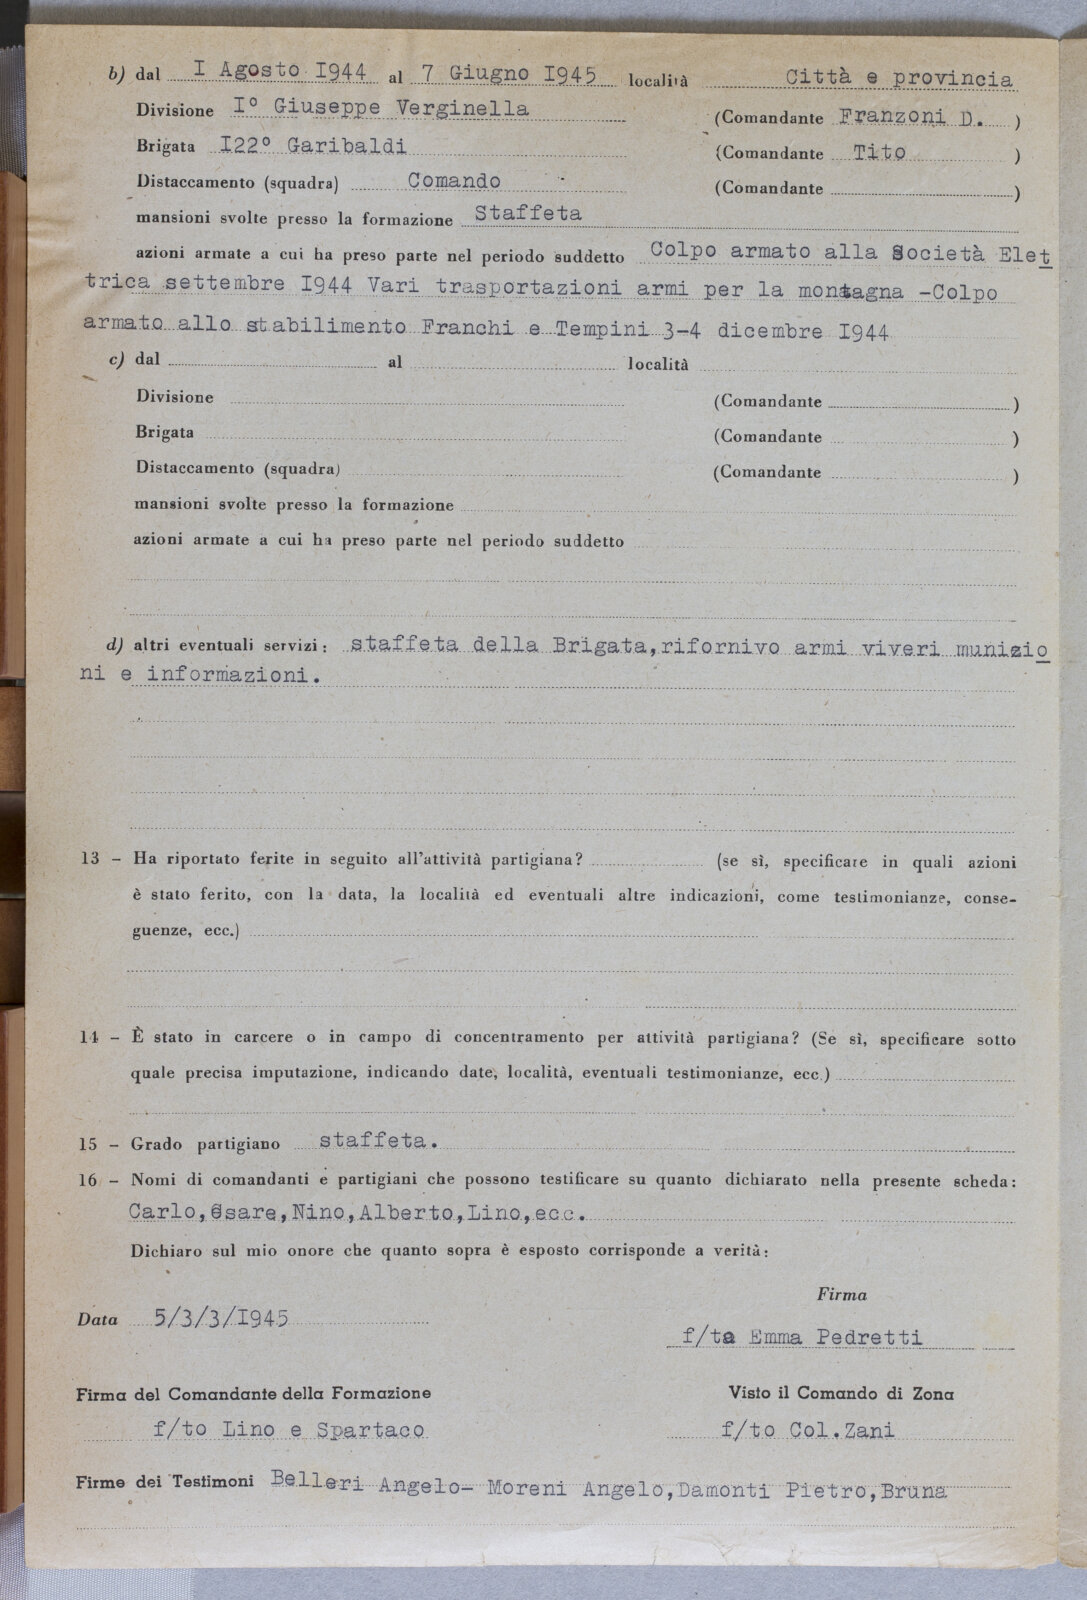 b) dal I Agosto I944 al 7 Giugno I945 località Città e provincia
Divisione I° Giuseppe Verginella (Comandante Franzoni D. )
Brigata I22° Garibaldi (Comandante Tito )
Distaccamento (squadra) Comando (Comandante )
mansioni svolte presso la formazione Staffeta
azioni armate a cui ha preso parte nel periodo suddetto Colpo armato alla Società Elet
trica settembre I944 Vari trasportazioni armi per la montagna -Colpo
armato allo stabilimento Franchi e Tempini 3-4 dicembre I944
c) dal al località
Divisione (Comandante )
Brigata (Comandante )
Distaccamento (squadra) (Comandante )
mansioni svolte presso la formazione
azioni armate a cui ha preso parte nel periodo suddetto
d) altri eventuali servizi: staffeta della Brigata,rifornivo armi viveri munizio
ni e informazioni.
13 – Ha riportato ferite in seguito all'attività partigiana? (se sì, specificare in quali azioni
è stato ferito, con la data, la località ed eventuali altre indicazioni, come testimonianze, conse-
guenze, ecc.)
14 – È stato in carcere o in campo di concentramento per attività partigiana? (Se sì, specificare sotto
quale precisa imputazione, indicando date, località, eventuali testimonianze, ecc.)
15 – Grado partigiano staffeta.
16 – Nomi di comandanti e partigiani che possono testificare su quanto dichiarato nella presente scheda:
Carlo, Nino,Alberto,Lino,ecc.
Dichiaro sul mio onore che quanto sopra è esposto corrisponde a verità:
Firma
Data 5/3/3/I945
f/ta Emma Pedretti
Firma del Comandante della Formazione Visto il Comando di Zona
f/to Lino e Spartaco f/to Col.Zani
Firme dei Testimoni Belleri Angelo- Moreni Angelo,Damonti Pietro,Bruna